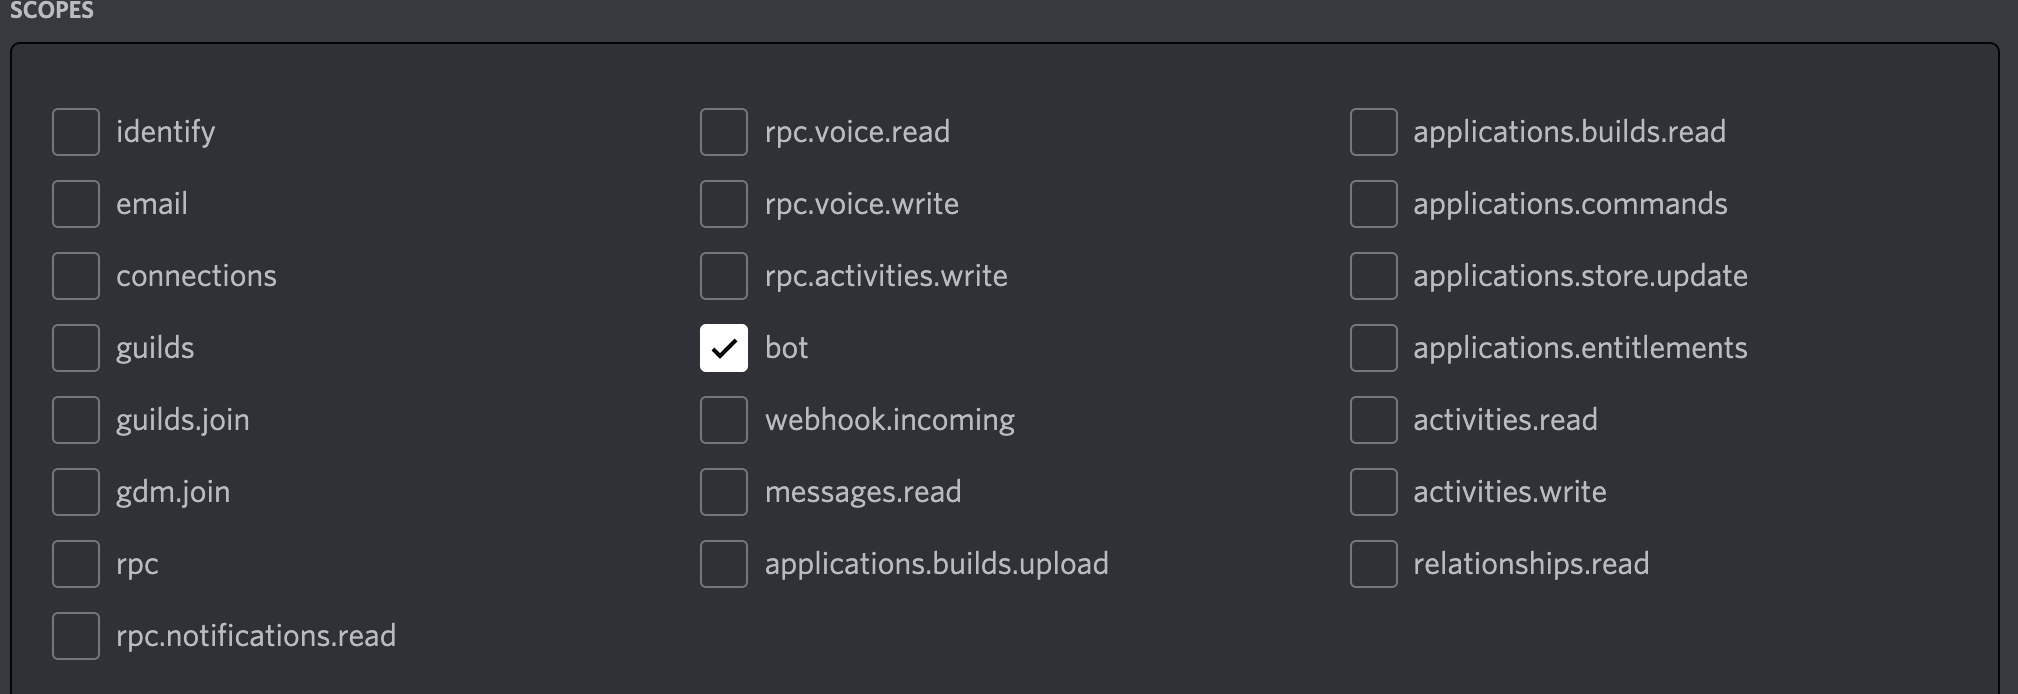 SCOPES
identify
email
connections
guilds
guilds.join
gdm.join
rpc
rpc.notifications.read
rpc.voice.read
rpc.voice.write
rpc.activities.write
bot
webhook.incoming
messages.read
applications.builds.upload
applications.builds.read
applications.commands
applications.store.update
applications.entitlements
activities.read
activities.write
relationships.read